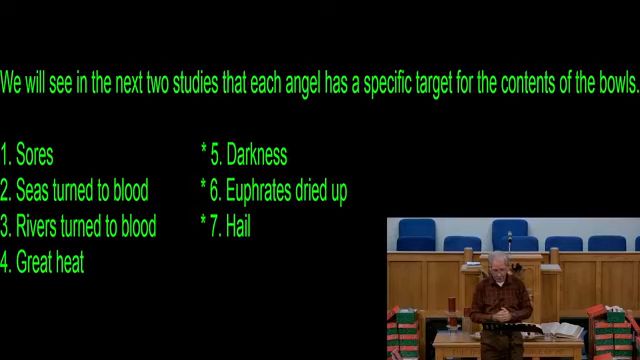 We will see in the next two studies that each angel has a specific target for the contents of the bowls.
1. Sores * 5. Darkness
2. Seas turned to blood * 6. Euphrates dried up
3. Rivers turned to blood * 7. Hail
4. Great heat